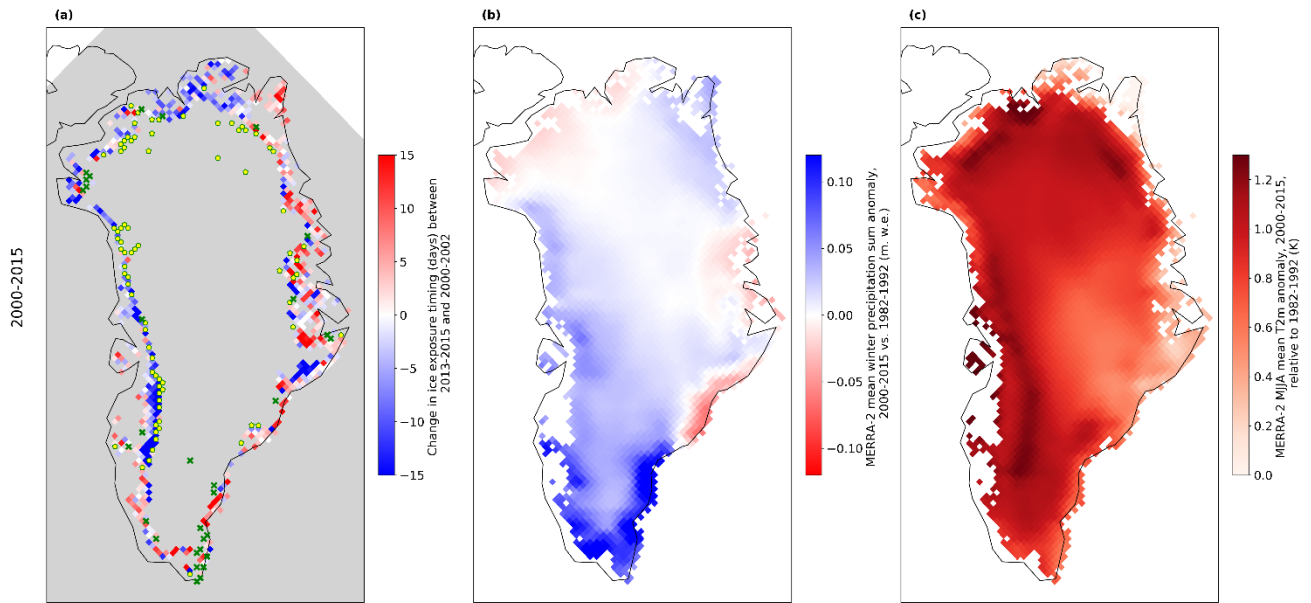 (a)
(b)
(c)
2000-2015
15
10
5
0
−5
−10
−15
Change in ice exposure timing (days) between
2013-2015 and 2000-2002
0.10
0.05
0.00
−0.05
−0.10
MERRA-2 mean winter precipitation sum anomaly,
2000-2015 vs. 1982-1992 (m. w.e.)
1.2
1.0
0.8
0.6
0.4
0.2
0.0
MERRA-2 MJJA mean T2m anomaly, 2000-2015,
relative to 1982-1992 (K)